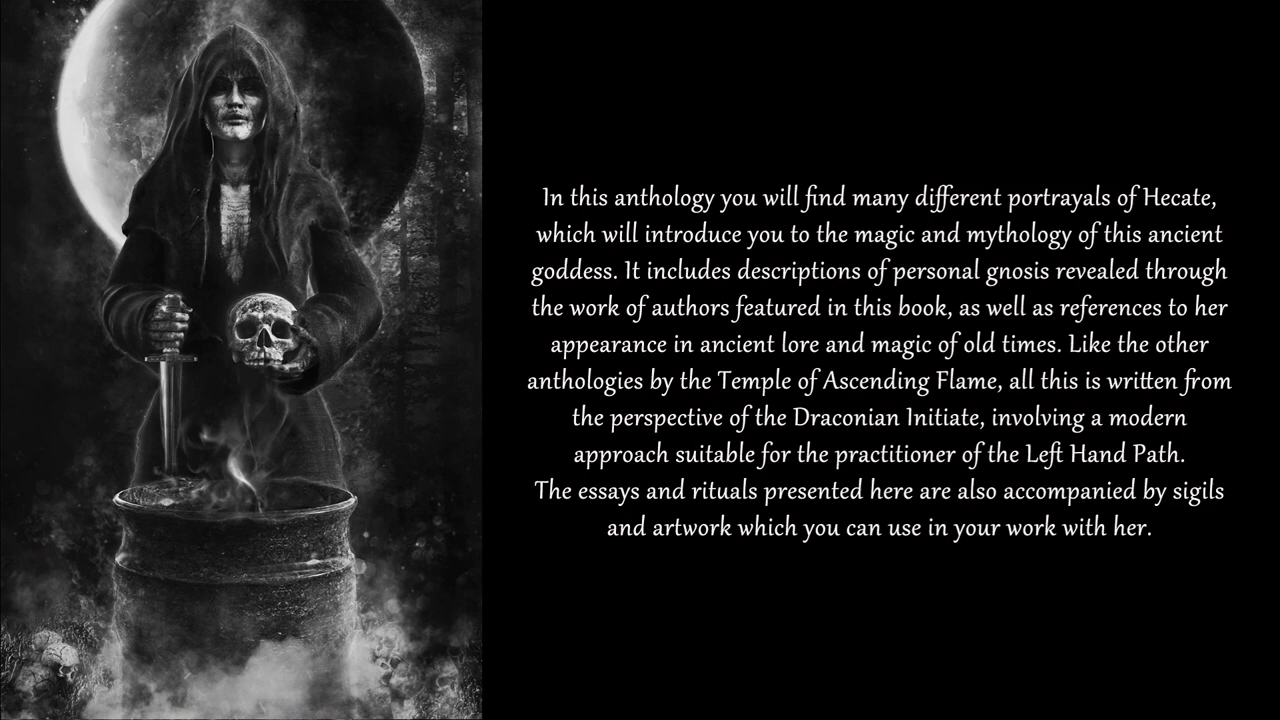 In this anthology you will find many different portrayals of Hecate,
which will introduce you to the magic and mythology of this ancient
goddess. It includes descriptions of personal gnosis revealed through
the work of authors featured in this book, as well as references to her
appearance in ancient lore and magic of old times. Like the other
anthologies by the Temple of Ascending Flame, all this is written from
the perspective of the Draconian Initiate, involving a modern
approach suitable for the practitioner of the Left Hand Path.
The essays and rituals presented here are also accompanied by sigils
and artwork which you can use in your work with her.